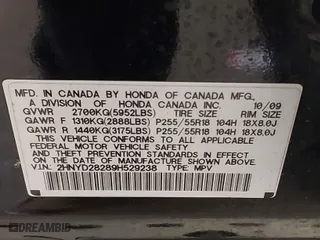 MFD. IN CANADA BY HONDA OF CANADA MFG.
A DIVISION OF HONDA CANADA INC. 10/09
GVWR 2700KG(5952LBS) TIRE SIZE RIM SIZE
GAWR F 1310KG(2888LBS) P255/55R18 104H 18X8.0J
GAWR R 1440KG(3175LBS) P255/55R18 104H 18X8.0J
THIS VEHICLE CONFORMS TO ALL APPLICABLE
FEDERAL MOTOR VEHICLE SAFETY STANDARDS
IN EFFECT ON THE DATE OF MANUFACTURE SHOWN ABOVE.
V.I.N.: 2HNYD28289H529238 TYPE: MPV
DREAMBID